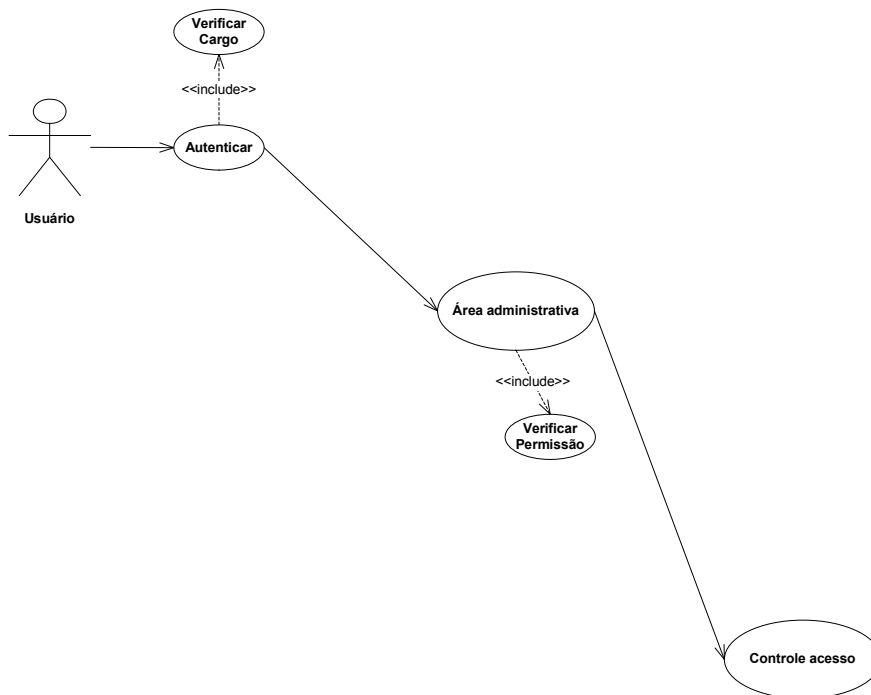 Verificar
Cargo
<<include>>
Autenticar
Usuário
Área administrativa
<<include>>
Verificar
Permissão
Controle acesso